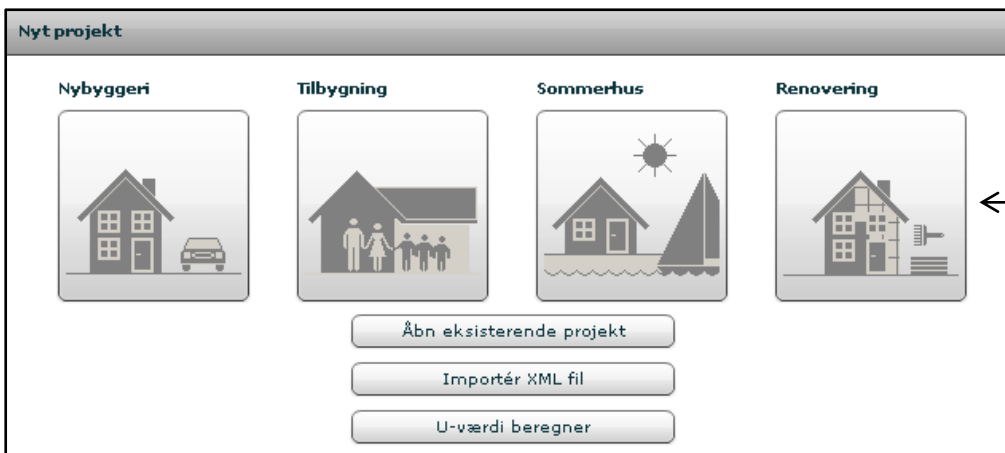 Nyt projekt
Nybyggeri Tilbygning Sommerhus Renovering
Åbn eksisterende projekt
Importér XML fil
U-værdi beregner